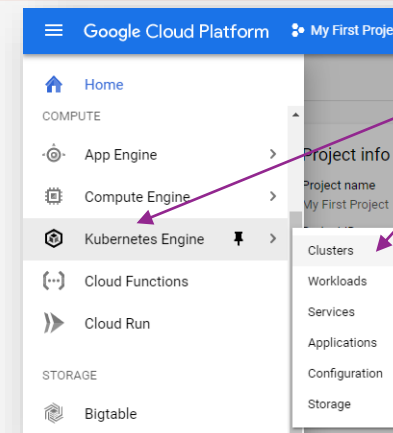 Google Cloud Platform My First Proje
Home
COMPUTE
App Engine
Compute Engine
Kubernetes Engine
Cloud Functions
Cloud Run
STORAGE
Bigtable
Project info
Project name
My First Project
Clusters
Workloads
Services
Applications
Configuration
Storage